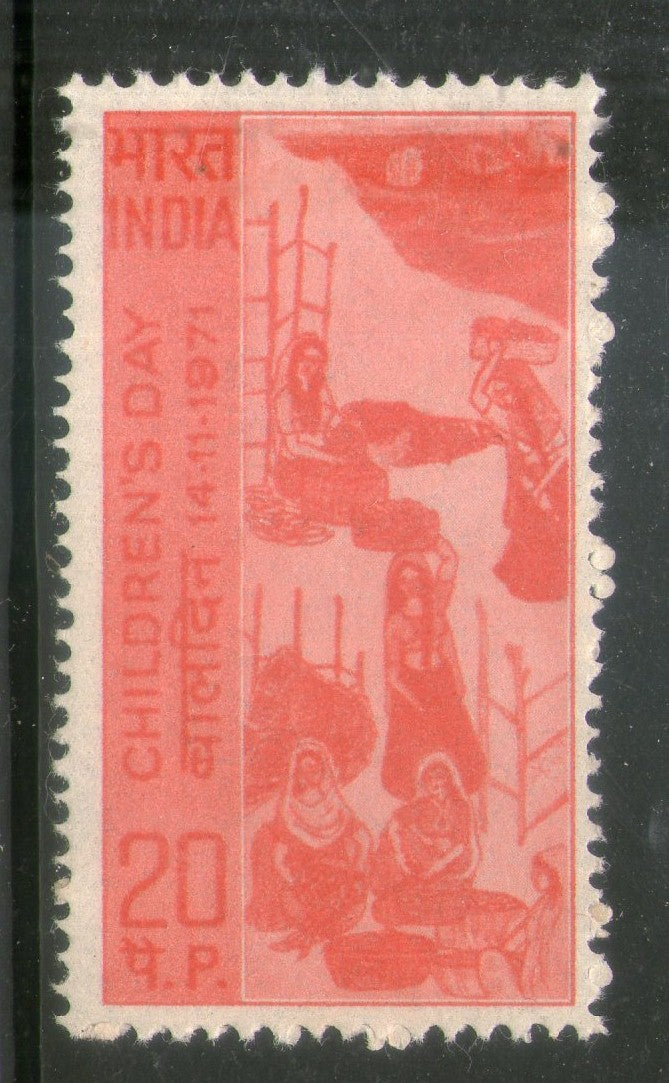 भारत
INDIA
CHILDREN'S DAY
बालदिन 14-11-1971
20
पै. P.